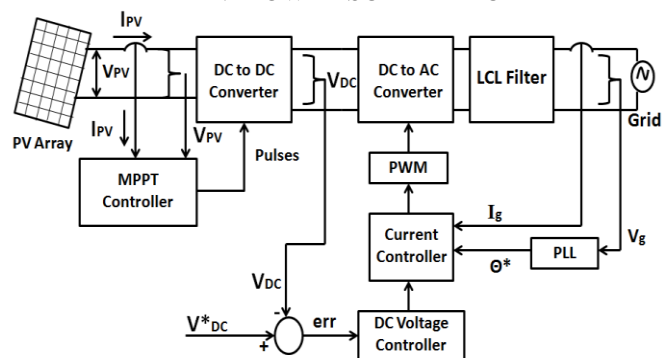 IPV
VPV
DC to DC
Converter
VDC
DC to AC
Converter
LCL Filter
Grid
PV Array
IPV
VPV
Pulses
MPPT
Controller
PWM
Ig
Vg
Current
Controller
Θ*
PLL
VDC
-
V*DC
+
err
DC Voltage
Controller